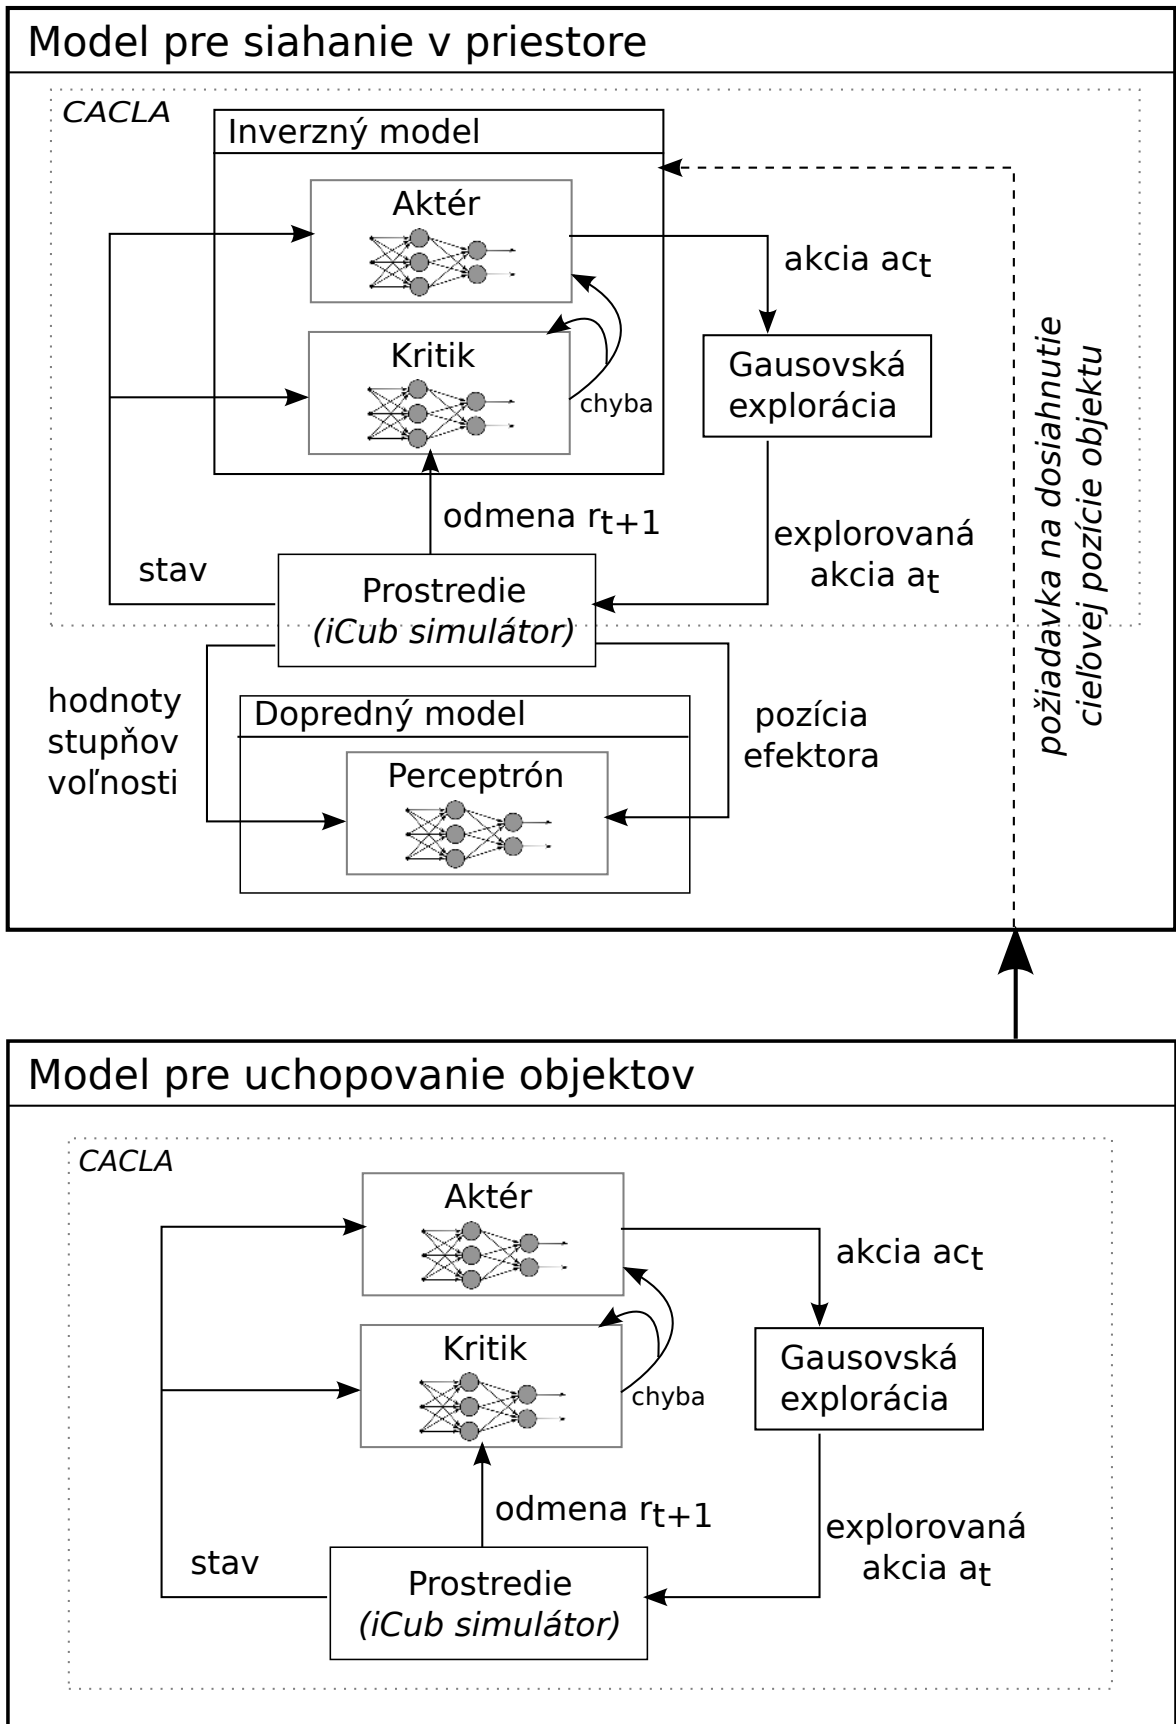 Model pre siahanie v priestore
CACLA
Inverzný model
Aktér
akcia act
Kritik
chyba
Gausovská
explorácia
požiadavka na dosiahnutie
cieľovej pozície objektu
odmena rt+1
explorovaná
akcia at
stav
Prostredie
(iCub simulátor)
hodnoty
stupňov
voľnosti
Dopredný model
Perceptrón
pozícia
efektora
Model pre uchopovanie objektov
CACLA
Aktér
akcia act
Kritik
chyba
Gausovská
explorácia
odmena rt+1
explorovaná
akcia at
stav
Prostredie
(iCub simulátor)